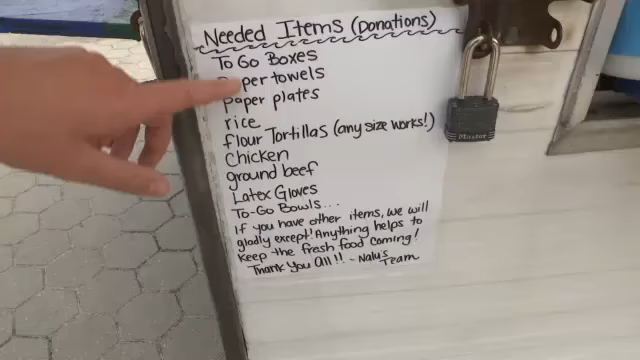 Needed Items (Donations)
To Go Boxes
Paper towels
Paper plates
rice
flour Tortillas (any size works!)
Chicken
ground beef
Latex Gloves
To-Go Bowls...
If you have other items, we will
gladly except! Anything helps to
keep the fresh food coming!
Thank You All!! - Nalu's
Team
Master